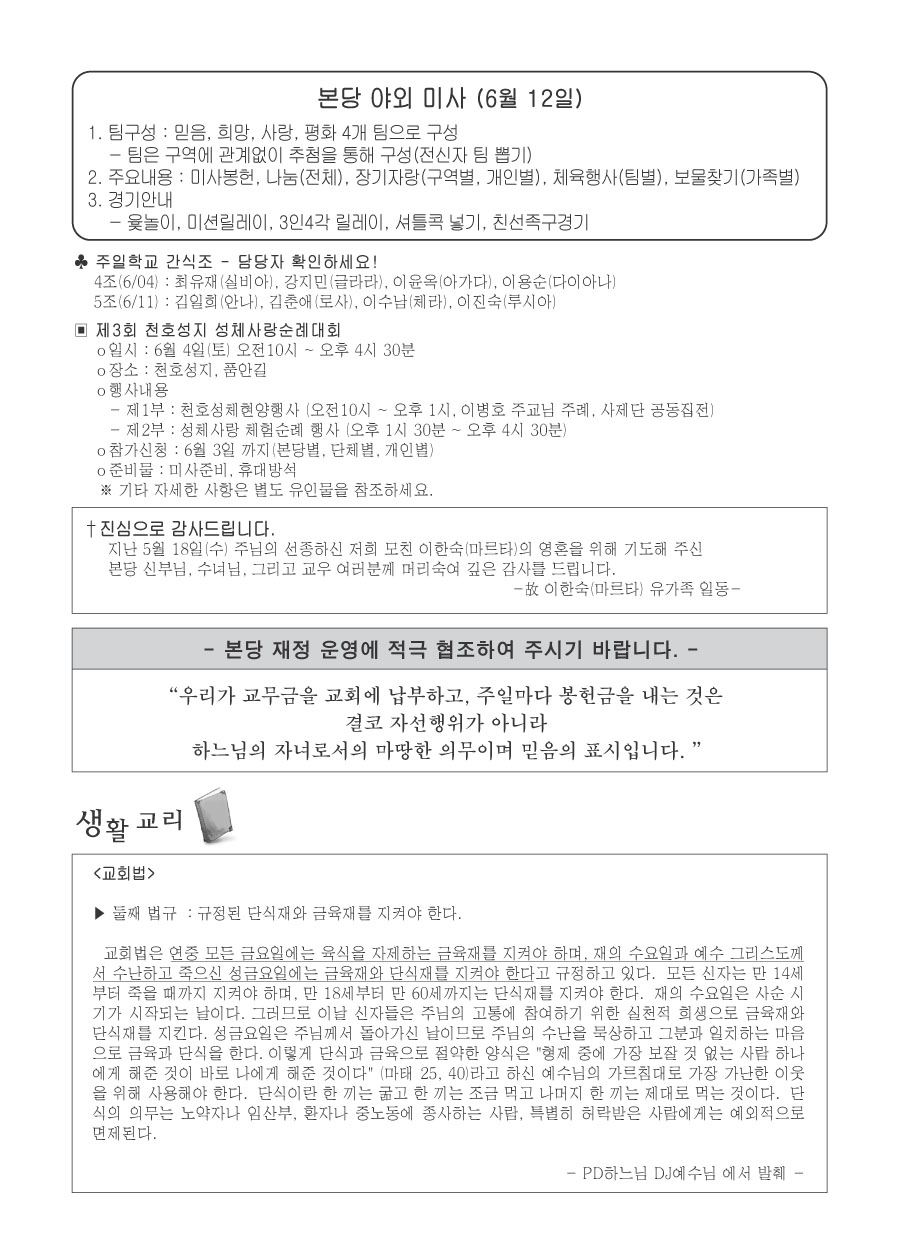 본당 야외 미사 (6월 12일)
1. 팀구성 : 믿음, 희망, 사랑, 평화 4개 팀으로 구성
- 팀은 구역에 관계없이 추첨을 통해 구성(전신자 팀 뽑기)
2. 주요내용 : 미사봉헌, 나눔(전체), 장기자랑(구역별, 개인별), 체육행사(팀별), 보물찾기(가족별)
3. 경기안내
- 윷놀이, 미션릴레이, 3인4각 릴레이, 셔틀콕 넣기, 친선족구경기
♣ 주일학교 간식조 - 담당자 확인하세요!
4조(6/04) : 최유재(실비아), 강지민(글라라), 이윤옥(아가다), 이용순(다이아나)
5조(6/11) : 김일희(안나), 김춘애(로사), 이수남(체라), 이진숙(루시아)
▣ 제3회 천호성지 성체사랑순례대회
o일시 : 6월 4일(토) 오전10시 ~ 오후 4시 30분
o장소 : 천호성지, 품안길
o행사내용
- 제1부 : 천호성체현양행사 (오전10시 ~ 오후 1시, 이병호 주교님 주례, 사제단 공동집전)
- 제2부 : 성체사랑 체험순례 행사 (오후 1시 30분 ~ 오후 4시 30분)
o참가신청 : 6월 3일 까지(본당별, 단체별, 개인별)
o준비물 : 미사준비, 휴대방석
※ 기타 자세한 사항은 별도 유인물을 참조하세요.
†진심으로 감사드립니다.
지난 5월 18일(수) 주님의 선종하신 저희 모친 이한숙(마르타)의 영혼을 위해 기도해 주신
본당 신부님, 수녀님, 그리고 교우 여러분께 머리숙여 깊은 감사를 드립니다.
-故 이한숙(마르타) 유가족 일동-
- 본당 재정 운영에 적극 협조하여 주시기 바랍니다. -
“우리가 교무금을 교회에 납부하고, 주일마다 봉헌금을 내는 것은
결코 자선행위가 아니라
하느님의 자녀로서의 마땅한 의무이며 믿음의 표시입니다. ”
생활 교리
<교회법>
▶ 둘째 법규 : 규정된 단식재와 금육재를 지켜야 한다.
교회법은 연중 모든 금요일에는 육식을 자제하는 금육재를 지켜야 하며, 재의 수요일과 예수 그리스도께
서 수난하고 죽으신 성금요일에는 금육재와 단식재를 지켜야 한다고 규정하고 있다. 모든 신자는 만 14세
부터 죽을 때까지 지켜야 하며, 만 18세부터 만 60세까지는 단식재를 지켜야 한다. 재의 수요일은 사순 시
기가 시작되는 날이다. 그러므로 이날 신자들은 주님의 고통에 참여하기 위한 실천적 희생으로 금육재와
단식재를 지킨다. 성금요일은 주님께서 돌아가신 날이므로 주님의 수난을 묵상하고 그분과 일치하는 마음
으로 금육과 단식을 한다. 이렇게 단식과 금육으로 절약한 양식은 "형제 중에 가장 보잘 것 없는 사람 하나
에게 해준 것이 바로 나에게 해준 것이다" (마태 25, 40)라고 하신 예수님의 가르침대로 가장 가난한 이웃
을 위해 사용해야 한다. 단식이란 한 끼는 굶고 한 끼는 조금 먹고 나머지 한 끼는 제대로 먹는 것이다. 단
식의 의무는 노약자나 임산부, 환자나 중노동에 종사하는 사람, 특별히 허락받은 사람에게는 예외적으로
면제된다.
- PD하느님 DJ예수님 에서 발췌 -